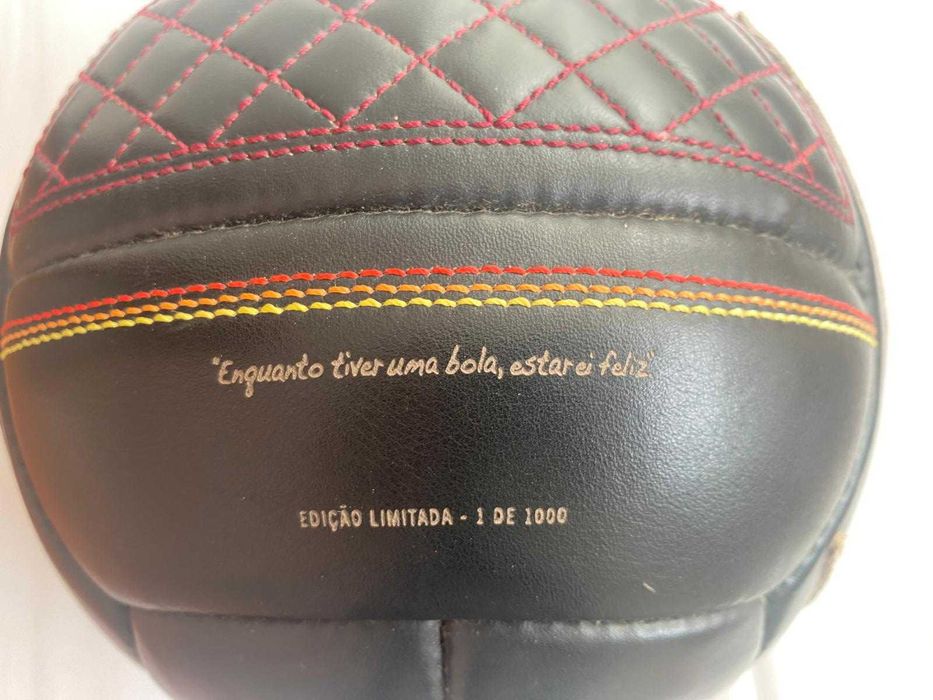 "Enquanto tiver uma bola, estarei feliz"
EDIÇÃO LIMITADA - 1 DE 1000